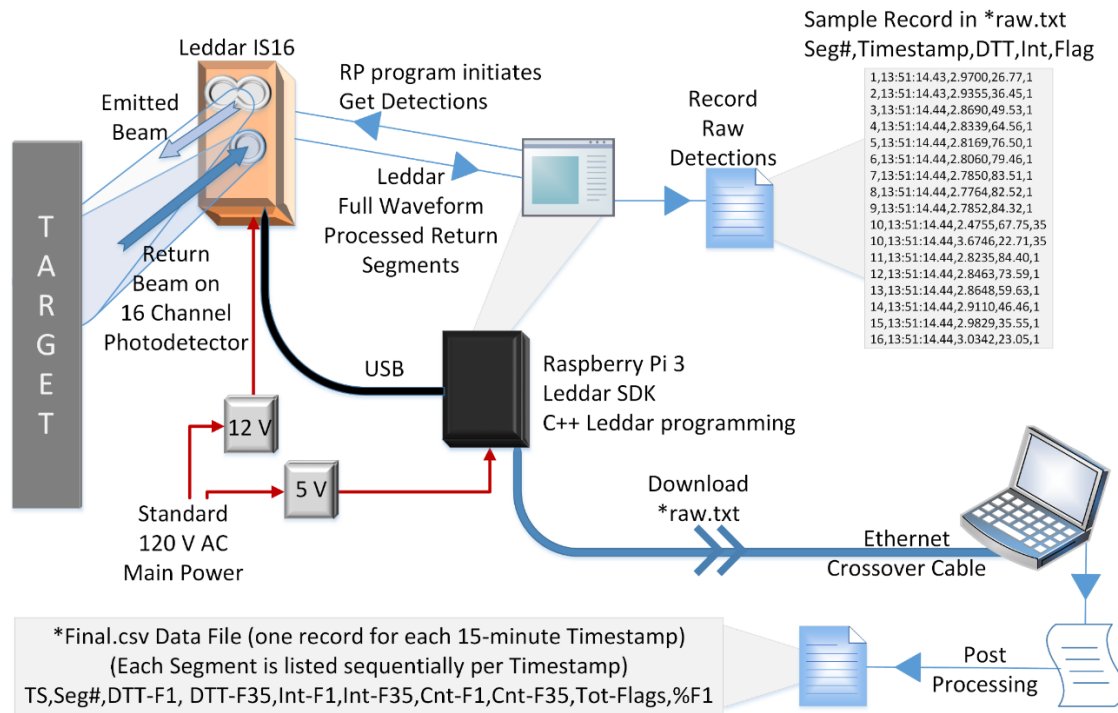 Leddar IS16
Emitted
Beam
RP program initiates
Get Detections
Leddar
Full Waveform
Processed Return
Segments
Record
Raw
Detections
Sample Record in *raw.txt
Seg#,Timestamp,DTT,Int,Flag
1,13:51:14.43,2.9700,26.77,1
2,13:51:14.43,2.9355,36.45,1
3,13:51:14.44,2.8690,49.53,1
4,13:51:14.44,2.8339,64.56,1
5,13:51:14.44,2.8169,76.50,1
6,13:51:14.44,2.8060,79.46,1
7,13:51:14.44,2.7850,83.51,1
8,13:51:14.44,2.7764,82.52,1
9,13:51:14.44,2.7852,84.32,1
10,13:51:14.44,2.4755,67.75,35
10,13:51:14.44,3.6746,22.71,35
11,13:51:14.44,2.8235,84.40,1
12,13:51:14.44,2.8463,73.59,1
13,13:51:14.44,2.8648,59.63,1
14,13:51:14.44,2.9110,46.46,1
15,13:51:14.44,2.9829,35.55,1
16,13:51:14.44,3.0342,23.05,1
TARGET
Return
Beam on
16 Channel
Photodetector
USB
Raspberry Pi 3
Leddar SDK
C++ Leddar programming
12 V
5 V
Standard
120 V AC
Main Power
Download
*raw.txt
Ethernet
Crossover Cable
Post
Processing
*Final.csv Data File (one record for each 15-minute Timestamp)
(Each Segment is listed sequentially per Timestamp)
TS,Seg#,DTT-F1, DTT-F35,Int-F1,Int-F35,Cnt-F1,Cnt-F35,Tot-Flags,%F1